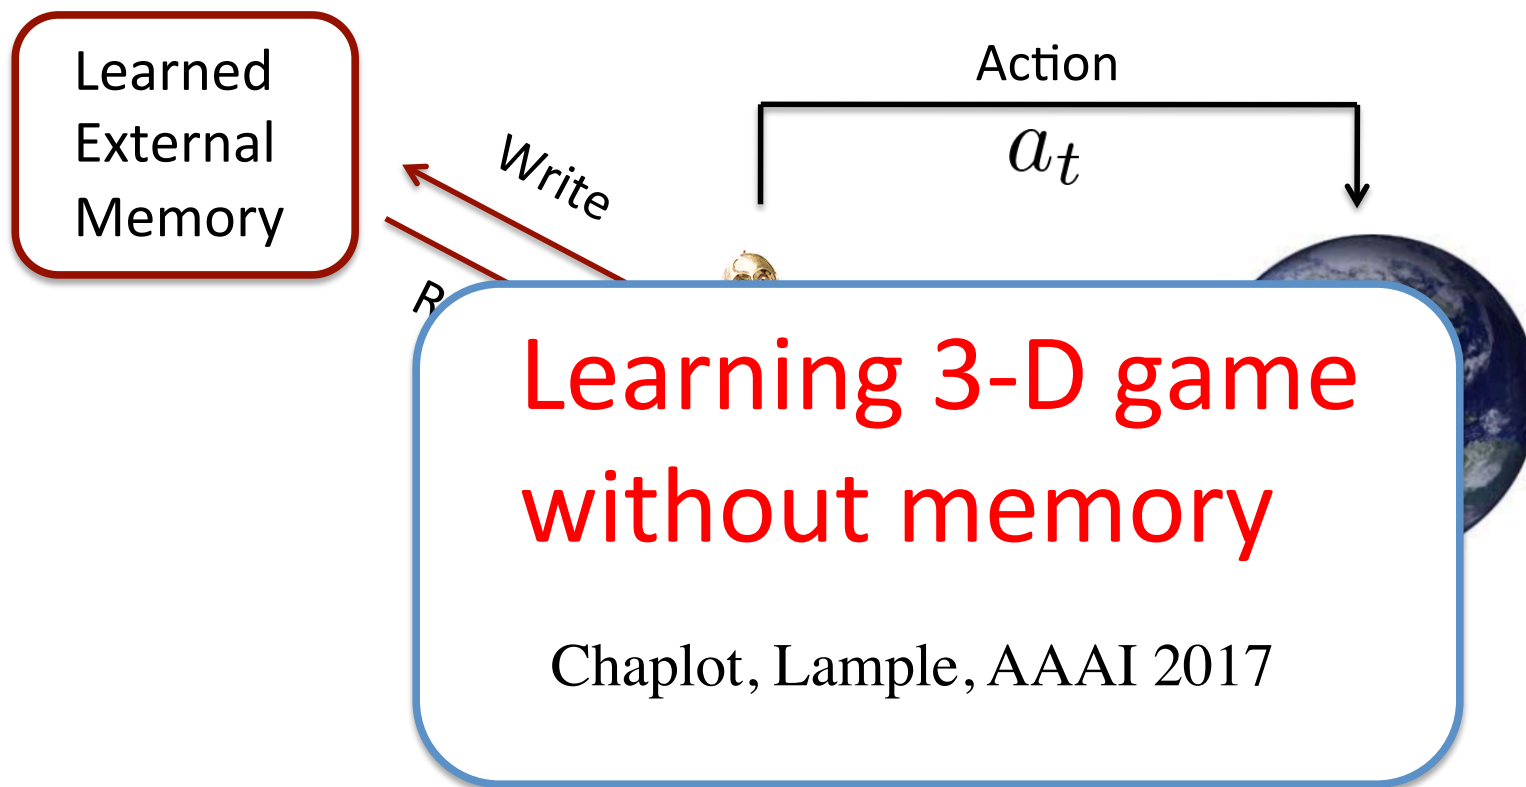 Learned
External
Memory
Action
a_t
Write
Learning 3-D game
without memory
Chaplot, Lample, AAAI 2017